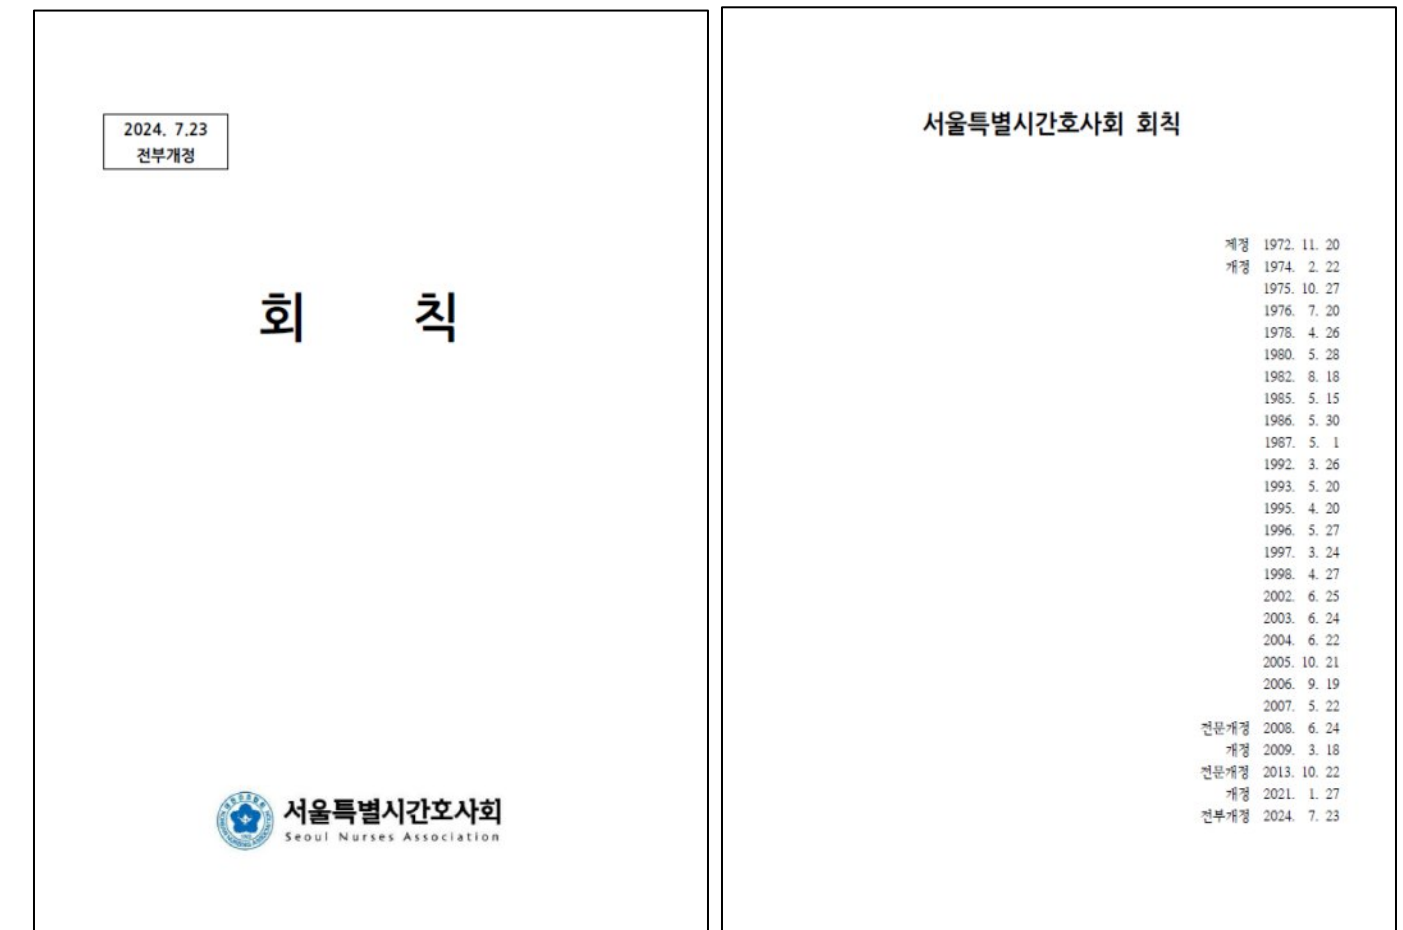 2024. 7.23
전부개정
회 칙
서울특별시간호사회
Seoul Nurses Association
서울특별시간호사회 회칙
제정 1972. 11. 20
개정 1974. 2. 22
1975. 10. 27
1976. 7. 20
1978. 4. 26
1980. 5. 28
1982. 8. 18
1985. 5. 15
1986. 5. 30
1987. 5. 1
1992. 3. 26
1993. 5. 20
1995. 4. 20
1996. 5. 27
1997. 3. 24
1998. 4. 27
2002. 6. 25
2003. 6. 24
2004. 6. 22
2005. 10. 21
2006. 9. 19
2007. 5. 22
전문개정 2008. 6. 24
개정 2009. 3. 18
전문개정 2013. 10. 22
개정 2021. 1. 27
전부개정 2024. 7. 23